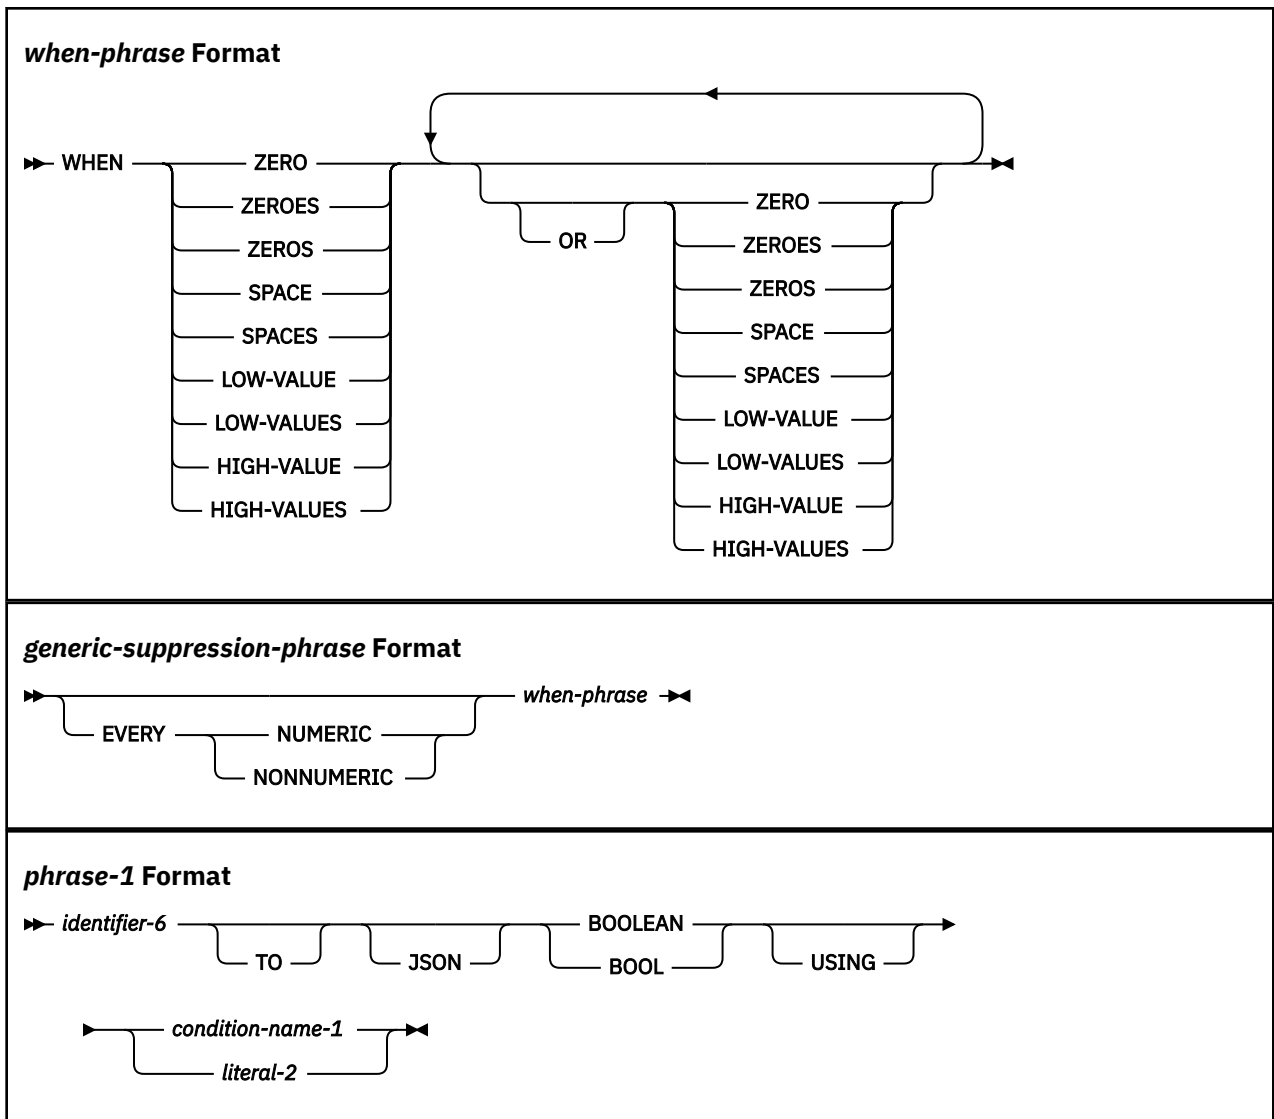 when-phrase Format
WHEN ZERO
ZERO
ZEROES
OR
ZEROES
ZEROS
ZEROS
SPACE
SPACE
SPACES
SPACES
LOW-VALUE
LOW-VALUE
LOW-VALUES
LOW-VALUES
HIGH-VALUE
HIGH-VALUE
HIGH-VALUES
HIGH-VALUES
generic-suppression-phrase Format
when-phrase
EVERY NUMERIC
NONNUMERIC
phrase-1 Format
identifier-6 BOOLEAN
TO JSON BOOL USING
condition-name-1
literal-2